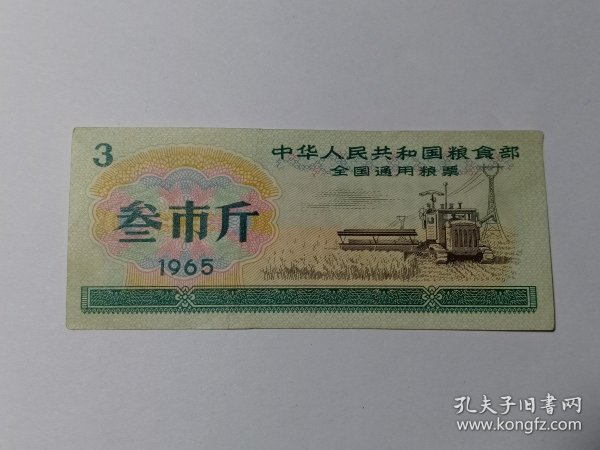 3
中华人民共和国粮食部
全国通用粮票
叁市斤
1965
孔夫子旧书网
www.kongfz.com